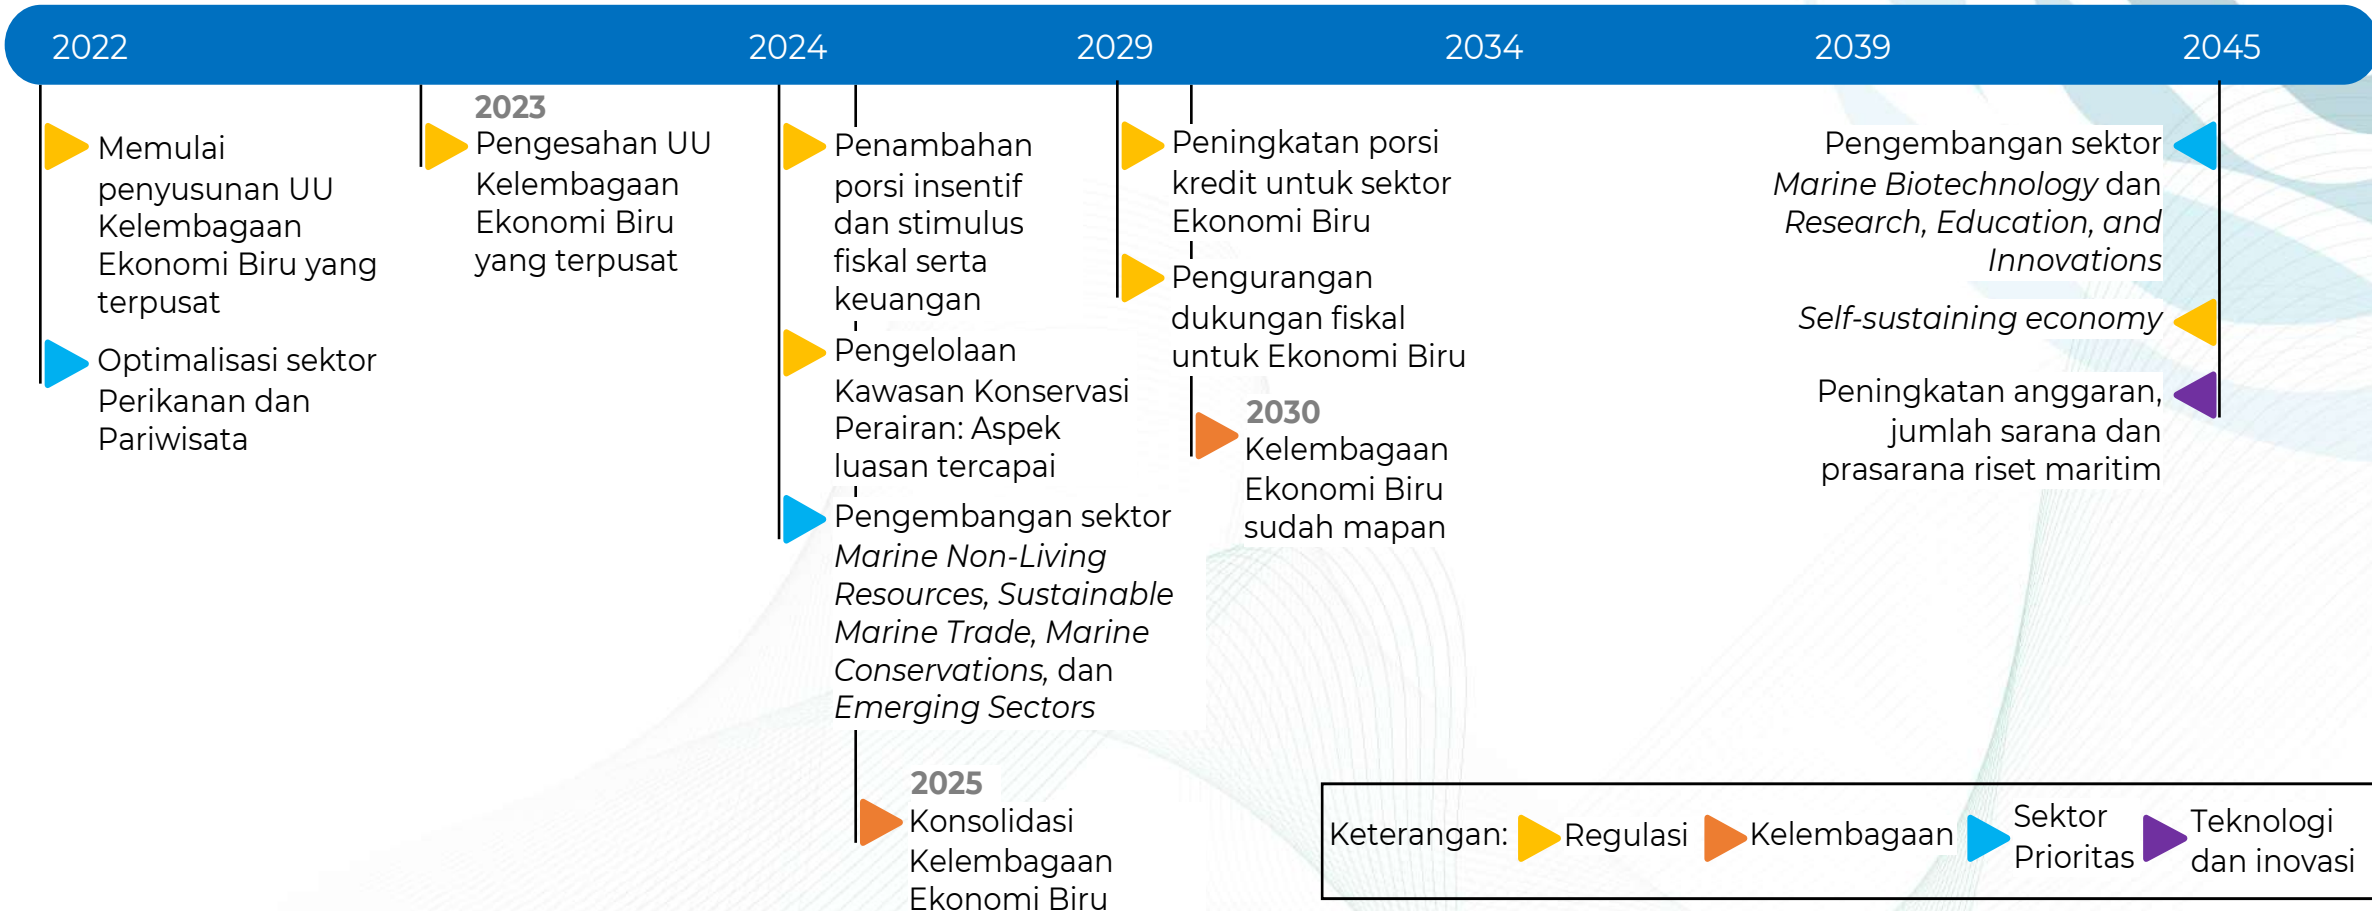 2022
2024
2029
2034
2039
2045
Memulai
penyusunan UU
Kelembagaan
Ekonomi Biru yang
terpusat
Optimalisasi sektor
Perikanan dan
Pariwisata
2023
Pengesahan UU
Kelembagaan
Ekonomi Biru
yang terpusat
Penambahan
porsi insentif
dan stimulus
fiskal serta
keuangan
Pengelolaan
Kawasan Konservasi
Perairan: Aspek
luasan tercapai
Pengembangan sektor
Marine Non-Living
Resources, Sustainable
Marine Trade, Marine
Conservations, dan
Emerging Sectors
2025
Konsolidasi
Kelembagaan
Ekonomi Biru
Peningkatan porsi
kredit untuk sektor
Ekonomi Biru
Pengurangan
dukungan fiskal
untuk Ekonomi Biru
2030
Kelembagaan
Ekonomi Biru
sudah mapan
Pengembangan sektor
Marine Biotechnology dan
Research, Education, and
Innovations
Self-sustaining economy
Peningkatan anggaran,
jumlah sarana dan
prasarana riset maritim
Keterangan:
Regulasi
Kelembagaan
Sektor
Prioritas
Teknologi
dan inovasi